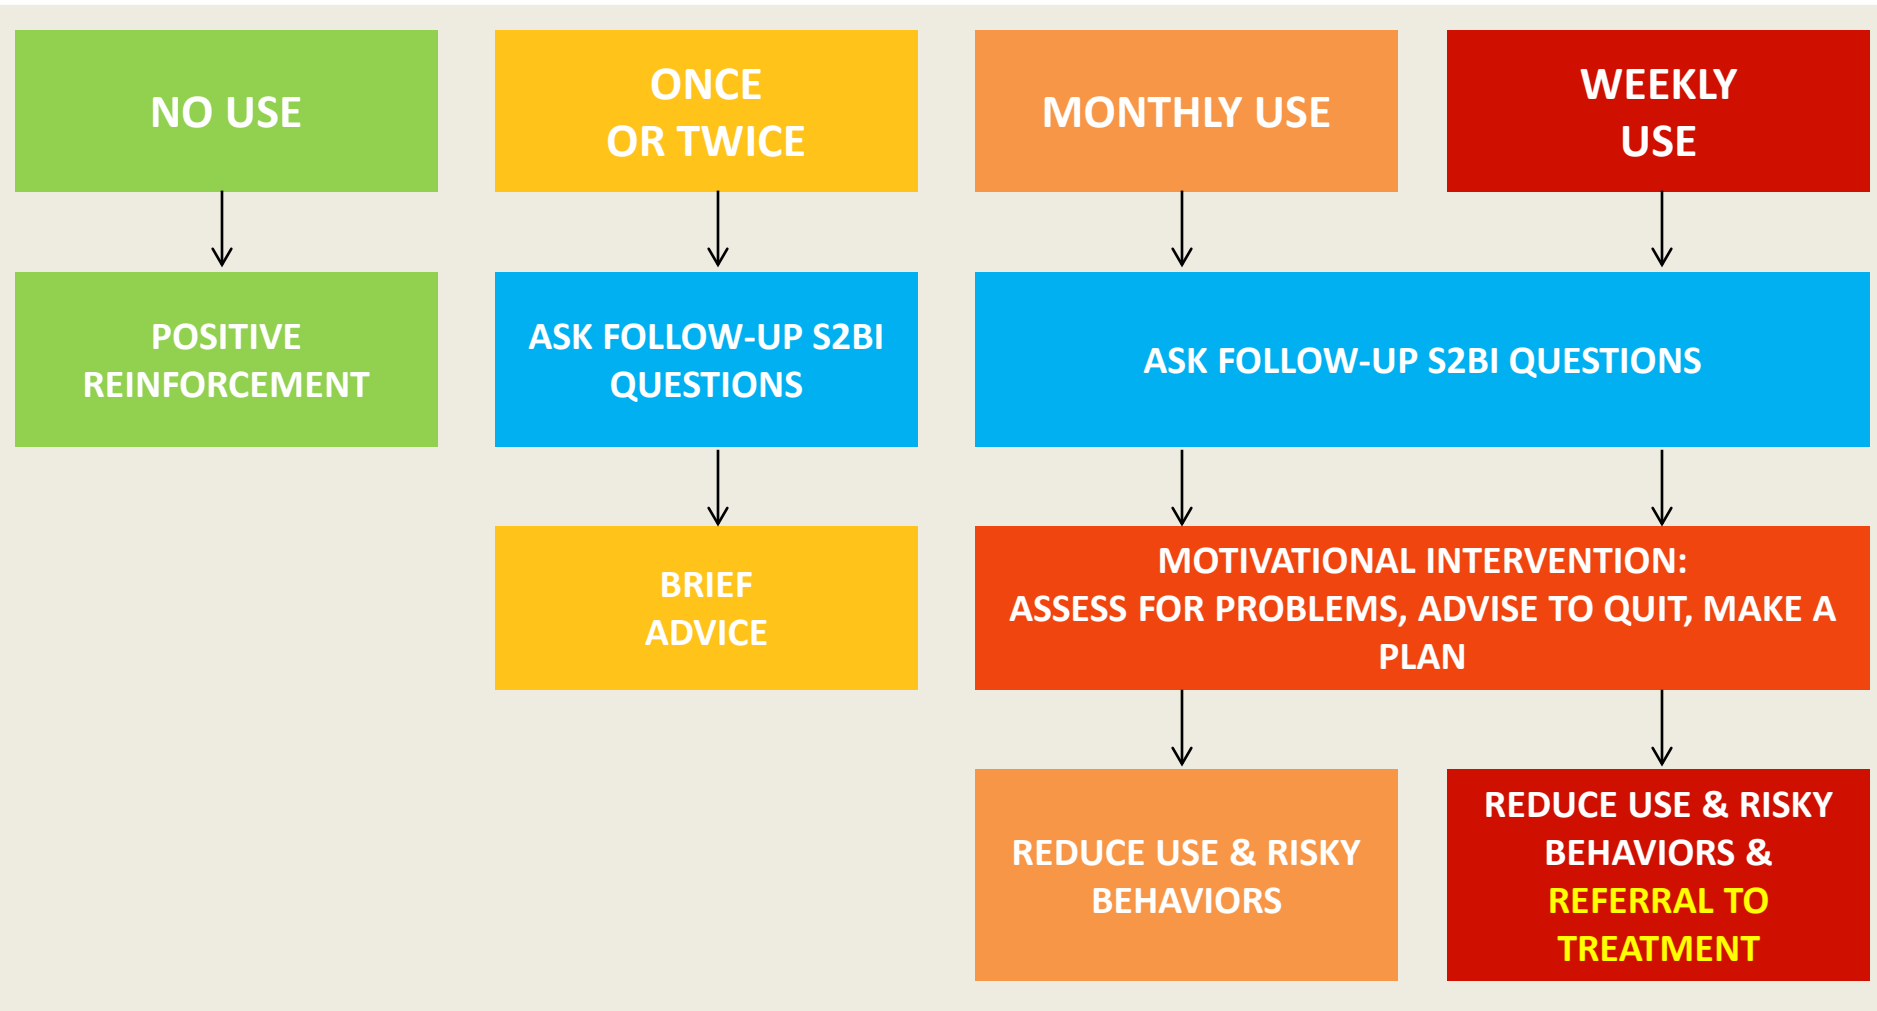 NO USE
ONCE
OR TWICE
MONTHLY USE
WEEKLY
USE
POSITIVE
REINFORCEMENT
ASK FOLLOW-UP S2BI
QUESTIONS
ASK FOLLOW-UP S2BI QUESTIONS
BRIEF
ADVICE
MOTIVATIONAL INTERVENTION:
ASSESS FOR PROBLEMS, ADVISE TO QUIT, MAKE A
PLAN
REDUCE USE & RISKY
BEHAVIORS
REDUCE USE & RISKY
BEHAVIORS &
REFERRAL TO
TREATMENT